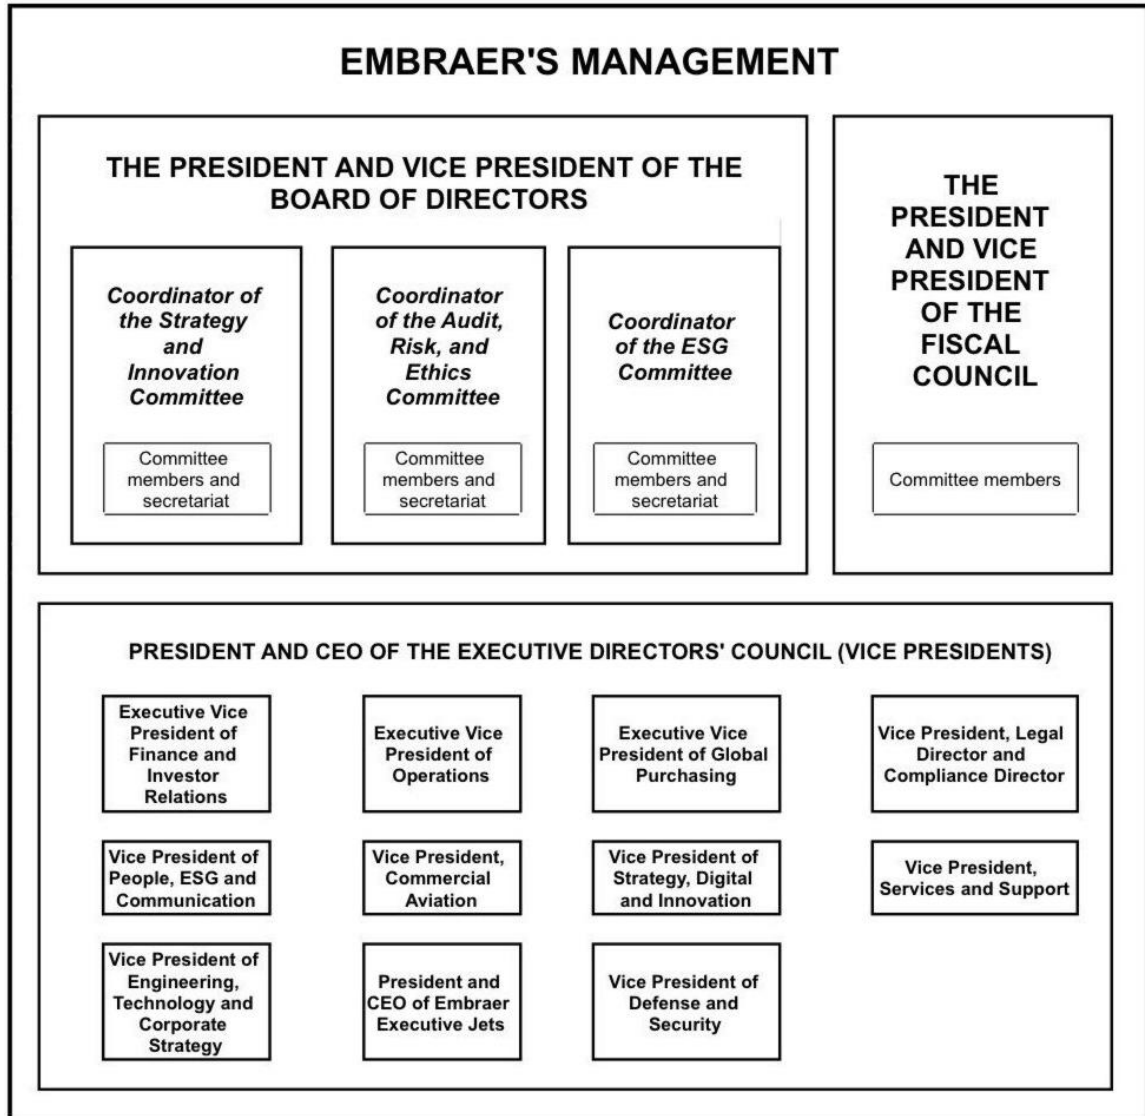 EMBRAER'S MANAGEMENT
THE PRESIDENT AND VICE PRESIDENT OF THE
BOARD OF DIRECTORS
Coordinator of
the Strategy
and
Innovation
Committee
Committee
members and
secretariat
Coordinator
of the Audit,
Risk, and
Ethics
Committee
Committee
members and
secretariat
Coordinator
of the ESG
Committee
Committee
members and
secretariat
THE
PRESIDENT
AND VICE
PRESIDENT
OF THE
FISCAL
COUNCIL
Committee members
PRESIDENT AND CEO OF THE EXECUTIVE DIRECTORS' COUNCIL (VICE PRESIDENTS)
Executive Vice
President of
Finance and
Investor
Relations
Executive Vice
President of
Operations
Executive Vice
President of Global
Purchasing
Vice President, Legal
Director and
Compliance Director
Vice President of
People, ESG and
Communication
Vice President,
Commercial
Aviation
Vice President of
Strategy, Digital
and Innovation
Vice President,
Services and Support
Vice President of
Engineering,
Technology and
Corporate
Strategy
President and
CEO of Embraer
Executive Jets
Vice President of
Defense and
Security